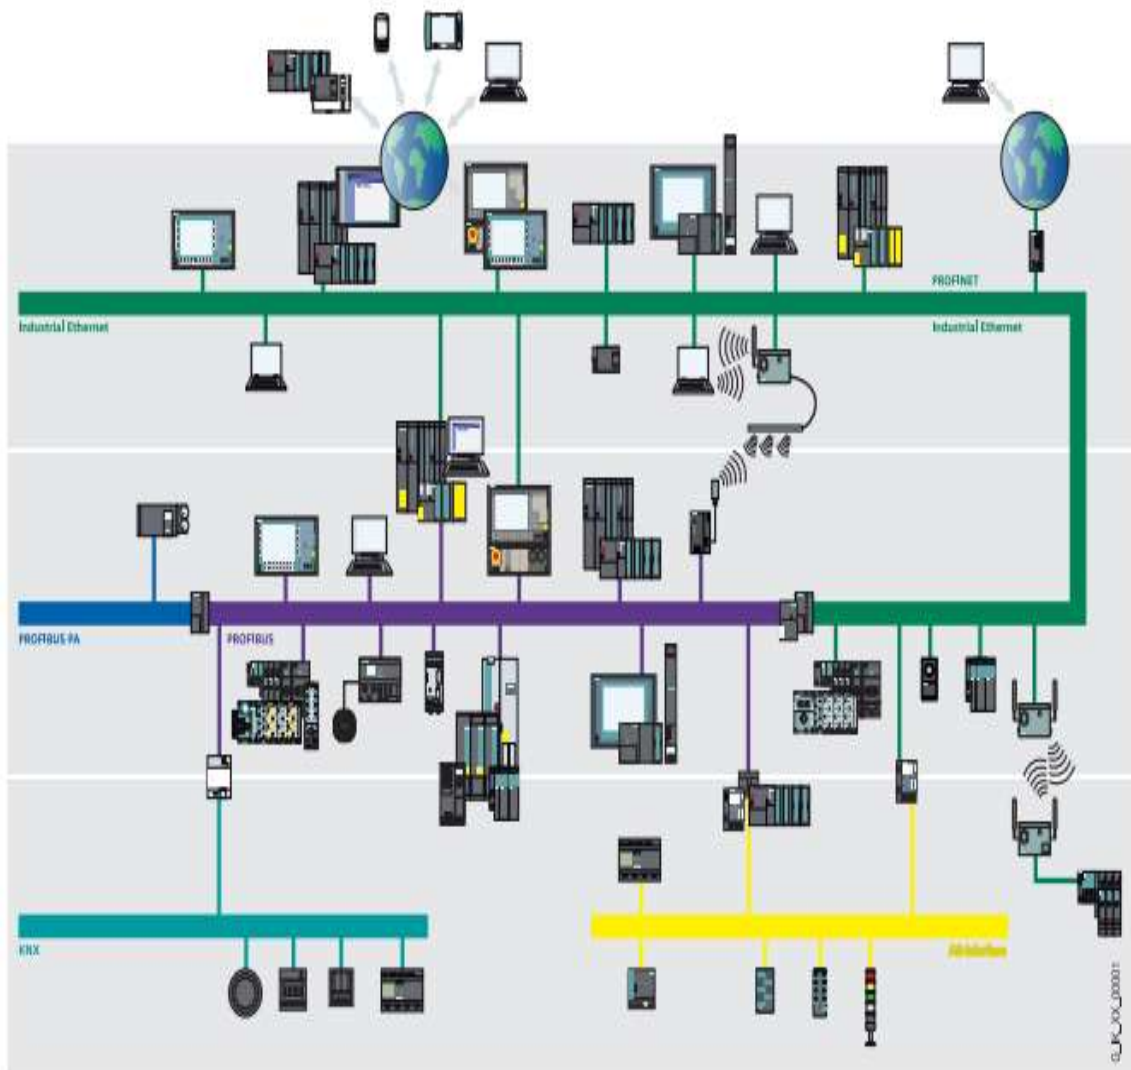 PROFINET
Industrial Ethernet
Industrial Ethernet
PROFIBUS PA
PROFIBUS
KNX
AS-Interface
G_IK_XX_00001